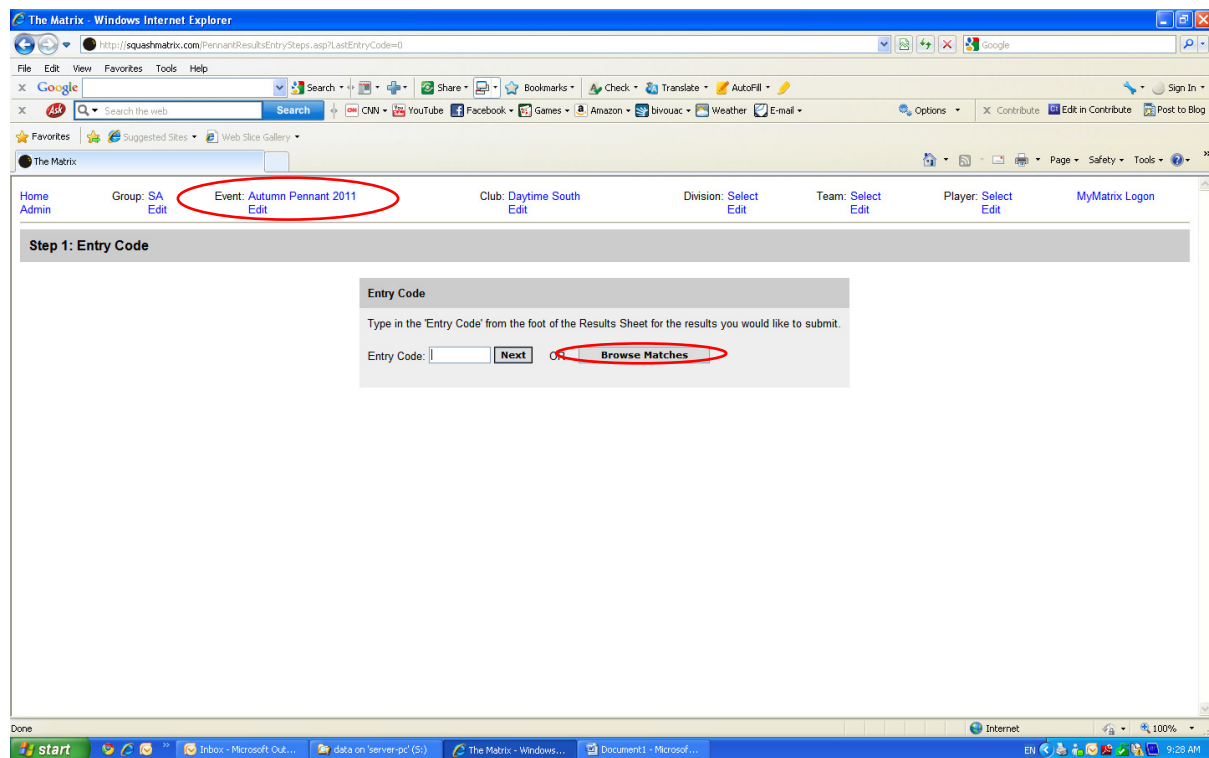 The Matrix - Windows Internet Explorer
http://squashmatrix.com/PennantResultsEntrySteps.asp?LastEntryCode=0
Google
File Edit View Favorites Tools Help
x Google Search Share Bookmarks Check Translate AutoFill Sign In
x Ask Search the web Search CNN YouTube Facebook Games Amazon bivouac Weather E-mail Options X Contribute Edit in Contribute Post to Blog
Favorites Suggested Sites Web Slice Gallery
The Matrix Page Safety Tools
Home Group: SA Event: Autumn Pennant 2011 Club: Daytime South Division: Select Team: Select Player: Select MyMatrix Logon
Admin Edit Edit Edit Edit Edit Edit
Step 1: Entry Code
Entry Code
Type in the 'Entry Code' from the foot of the Results Sheet for the results you would like to submit.
Entry Code: Next OR Browse Matches
Done Internet 100%
start Inbox - Microsoft Out... data on 'server-pc' (S:) The Matrix - Windows... Document1 - Microsof... EN 9:28 AM